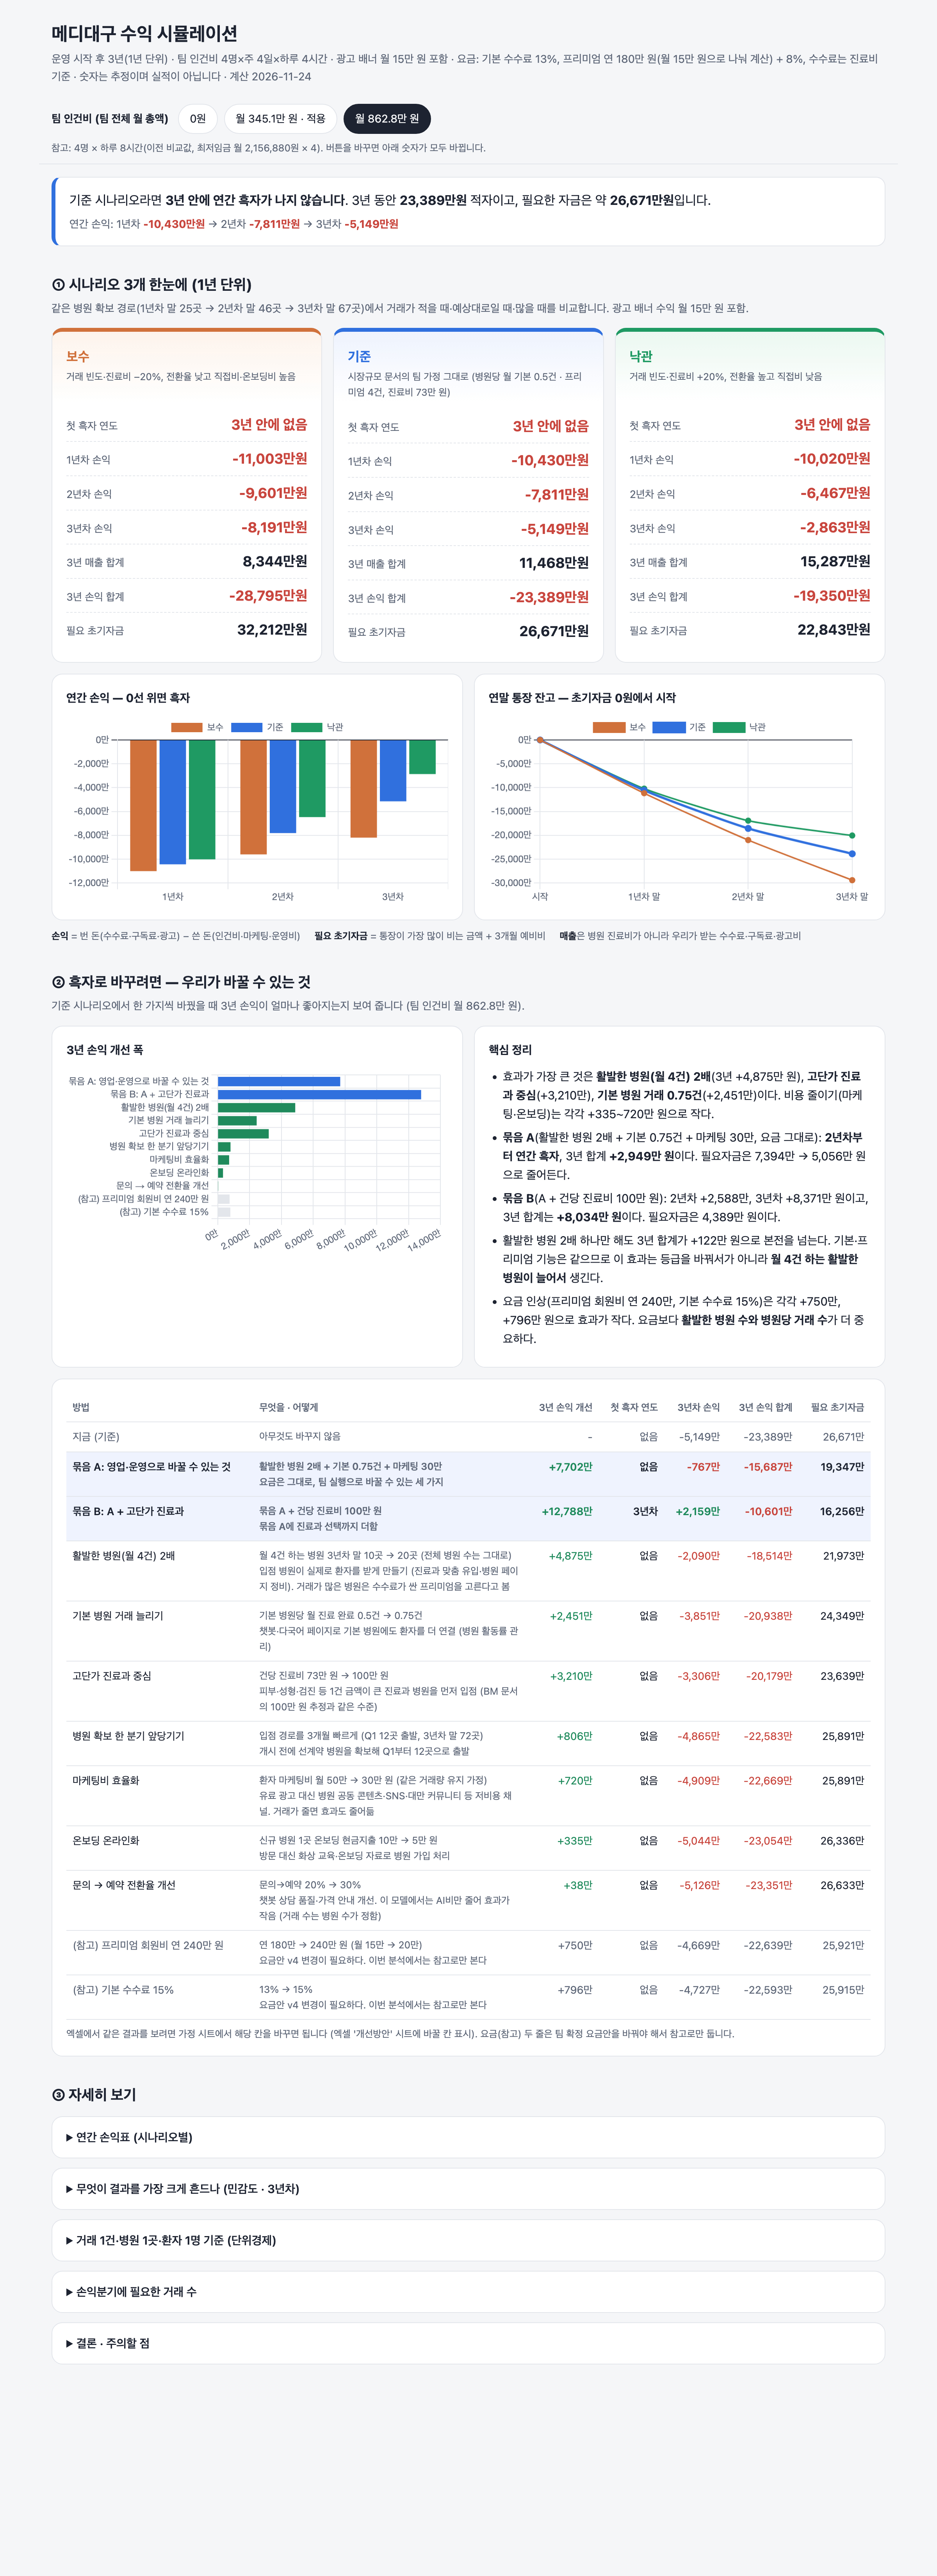 메디대구 수익 시뮬레이션
운영 시작 후 3년(1년 단위) · 팀 인건비 4명×주 4일×하루 4시간 · 광고 배너 월 15만 원 포함 · 요금: 기본 수수료 13%, 프리미엄 연 180만 원(월 15만 원으로 나눠 계산) + 8%, 수수료는 진료비
기준 · 숫자는 추정이며 실적이 아닙니다 · 계산 2026-11-24
팀 인건비 (팀 전체 월 총액) 0원 월 345.1만 원 · 적용 월 862.8만 원
참고: 4명 × 하루 8시간(이전 비교값, 최저임금 월 2,156,880원 × 4). 버튼을 바꾸면 아래 숫자가 모두 바뀝니다.
기준 시나리오라면 3년 안에 연간 흑자가 나지 않습니다. 3년 동안 23,389만원 적자이고, 필요한 자금은 약 26,671만원입니다.
연간 손익: 1년차 -10,430만원 → 2년차 -7,811만원 → 3년차 -5,149만원
① 시나리오 3개 한눈에 (1년 단위)
같은 병원 확보 경로(1년차 말 25곳 → 2년차 말 46곳 → 3년차 말 67곳)에서 거래가 적을 때·예상대로일 때·많을 때를 비교합니다. 광고 배너 수익 월 15만 원 포함.
보수
거래 빈도·진료비 −20%, 전환율 낮고 직접비·온보딩비 높음
첫 흑자 연도 3년 안에 없음
1년차 손익 -11,003만원
2년차 손익 -9,601만원
3년차 손익 -8,191만원
3년 매출 합계 8,344만원
3년 손익 합계 -28,795만원
필요 초기자금 32,212만원
기준
시장규모 문서의 팀 가정 그대로 (병원당 월 기본 0.5건 · 프리
미엄 4건, 진료비 73만 원)
첫 흑자 연도 3년 안에 없음
1년차 손익 -10,430만원
2년차 손익 -7,811만원
3년차 손익 -5,149만원
3년 매출 합계 11,468만원
3년 손익 합계 -23,389만원
필요 초기자금 26,671만원
낙관
거래 빈도·진료비 +20%, 전환율 높고 직접비 낮음
첫 흑자 연도 3년 안에 없음
1년차 손익 -10,020만원
2년차 손익 -6,467만원
3년차 손익 -2,863만원
3년 매출 합계 15,287만원
3년 손익 합계 -19,350만원
필요 초기자금 22,843만원
연간 손익 — 0선 위면 흑자
보수 기준 낙관
0만
-2,000만
-4,000만
-6,000만
-8,000만
-10,000만
-12,000만
1년차 2년차 3년차
연말 통장 잔고 — 초기자금 0원에서 시작
보수 기준 낙관
0만
-5,000만
-10,000만
-15,000만
-20,000만
-25,000만
-30,000만
시작 1년차 말 2년차 말 3년차 말
손익 = 번 돈(수수료·구독료·광고) − 쓴 돈(인건비·마케팅·운영비) 필요 초기자금 = 통장이 가장 많이 비는 금액 + 3개월 예비비 매출은 병원 진료비가 아니라 우리가 받는 수수료·구독료·광고비
② 흑자로 바꾸려면 — 우리가 바꿀 수 있는 것
기준 시나리오에서 한 가지씩 바꿨을 때 3년 손익이 얼마나 좋아지는지 보여 줍니다 (팀 인건비 월 862.8만 원).
3년 손익 개선 폭
묶음 A: 영업·운영으로 바꿀 수 있는 것
묶음 B: A + 고단가 진료과
활발한 병원(월 4건) 2배
기본 병원 거래 늘리기
고단가 진료과 중심
병원 확보 한 분기 앞당기기
마케팅비 효율화
온보딩 온라인화
문의 → 예약 전환율 개선
(참고) 프리미엄 회원비 연 240만 원
(참고) 기본 수수료 15%
0만 2,000만 4,000만 6,000만 8,000만 10,000만 12,000만 14,000만
핵심 정리
• 효과가 가장 큰 것은 활발한 병원(월 4건) 2배(3년 +4,875만 원), 고단가 진료
과 중심(+3,210만), 기본 병원 거래 0.75건(+2,451만)이다. 비용 줄이기(마케
팅·온보딩)는 각각 +335~720만 원으로 작다.
• 묶음 A(활발한 병원 2배 + 기본 0.75건 + 마케팅 30만, 요금 그대로): 2년차부
터 연간 흑자, 3년 합계 +2,949만 원이다. 필요자금은 7,394만 → 5,056만 원
으로 줄어든다.
• 묶음 B(A + 건당 진료비 100만 원): 2년차 +2,588만, 3년차 +8,371만 원이고,
3년 합계는 +8,034만 원이다. 필요자금은 4,389만 원이다.
• 활발한 병원 2배 하나만 해도 3년 합계가 +122만 원으로 본전을 넘는다. 기본·프
리미엄 기능은 같으므로 이 효과는 등급을 바꿔서가 아니라 월 4건 하는 활발한
병원이 늘어서 생긴다.
• 요금 인상(프리미엄 회원비 연 240만, 기본 수수료 15%)은 각각 +750만,
+796만 원으로 효과가 작다. 요금보다 활발한 병원 수와 병원당 거래 수가 더 중
요하다.
방법 무엇을 · 어떻게 3년 손익 개선 첫 흑자 연도 3년차 손익 3년 손익 합계 필요 초기자금
지금 (기준) 아무것도 바꾸지 않음 - 없음 -5,149만 -23,389만 26,671만
묶음 A: 영업·운영으로 바꿀 수 있는 것 활발한 병원 2배 + 기본 0.75건 + 마케팅 30만 +7,702만 없음 -767만 -15,687만 19,347만
요금은 그대로, 팀 실행으로 바꿀 수 있는 세 가지
묶음 B: A + 고단가 진료과 묶음 A + 건당 진료비 100만 원 +12,788만 3년차 +2,159만 -10,601만 16,256만
묶음 A에 진료과 선택까지 더함
활발한 병원(월 4건) 2배 월 4건 하는 병원 3년차 말 10곳 → 20곳 (전체 병원 수는 그대로) +4,875만 없음 -2,090만 -18,514만 21,973만
입점 병원이 실제로 환자를 받게 만들기 (진료과 맞춤 유입·병원 페이
지 정비). 거래가 많은 병원은 수수료가 싼 프리미엄을 고른다고 봄
기본 병원 거래 늘리기 기본 병원당 월 진료 완료 0.5건 → 0.75건 +2,451만 없음 -3,851만 -20,938만 24,349만
챗봇·다국어 페이지로 기본 병원에도 환자를 더 연결 (병원 활동률 관
리)
고단가 진료과 중심 건당 진료비 73만 원 → 100만 원 +3,210만 없음 -3,306만 -20,179만 23,639만
피부·성형·검진 등 1건 금액이 큰 진료과 병원을 먼저 입점 (BM 문서
의 100만 원 추정과 같은 수준)
병원 확보 한 분기 앞당기기 입점 경로를 3개월 빠르게 (Q1 12곳 출발, 3년차 말 72곳) +806만 없음 -4,865만 -22,583만 25,891만
개시 전에 선계약 병원을 확보해 Q1부터 12곳으로 출발
마케팅비 효율화 환자 마케팅비 월 50만 → 30만 원 (같은 거래량 유지 가정) +720만 없음 -4,909만 -22,669만 25,891만
유료 광고 대신 병원 공동 콘텐츠·SNS·대만 커뮤니티 등 저비용 채
널. 거래가 줄면 효과도 줄어듦
온보딩 온라인화 신규 병원 1곳 온보딩 현금지출 10만 → 5만 원 +335만 없음 -5,044만 -23,054만 26,336만
방문 대신 화상 교육·온보딩 자료로 병원 가입 처리
문의 → 예약 전환율 개선 문의→예약 20% → 30% +38만 없음 -5,126만 -23,351만 26,633만
챗봇 상담 품질·가격 안내 개선. 이 모델에서는 AI비만 줄어 효과가
작음 (거래 수는 병원 수가 정함)
(참고) 프리미엄 회원비 연 240만 원 연 180만 → 240만 원 (월 15만 → 20만) +750만 없음 -4,669만 -22,639만 25,921만
요금안 v4 변경이 필요하다. 이번 분석에서는 참고로만 본다
(참고) 기본 수수료 15% 13% → 15% +796만 없음 -4,727만 -22,593만 25,915만
요금안 v4 변경이 필요하다. 이번 분석에서는 참고로만 본다
엑셀에서 같은 결과를 보려면 가정 시트에서 해당 칸을 바꾸면 됩니다 (엑셀 '개선방안' 시트에 바꿀 칸 표시). 요금(참고) 두 줄은 팀 확정 요금안을 바꿔야 해서 참고로만 둡니다.
③ 자세히 보기
▶ 연간 손익표 (시나리오별)
▶ 무엇이 결과를 가장 크게 흔드나 (민감도 · 3년차)
▶ 거래 1건·병원 1곳·환자 1명 기준 (단위경제)
▶ 손익분기에 필요한 거래 수
▶ 결론 · 주의할 점